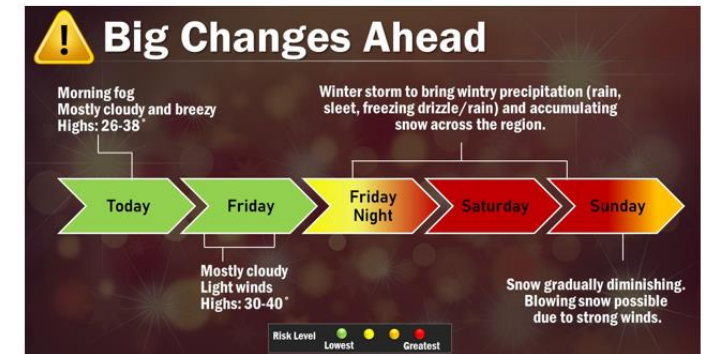 Big Changes Ahead
Morning fog
Mostly cloudy and breezy
Highs: 26-38°
Winter storm to bring wintry precipitation (rain,
sleet, freezing drizzle/rain) and accumulating
snow across the region.
Today
Friday
Friday
Night
Saturday
Sunday
Mostly cloudy
Light winds
Highs: 30-40°
Snow gradually diminishing.
Blowing snow possible
due to strong winds.
Risk Level
Lowest
Greatest